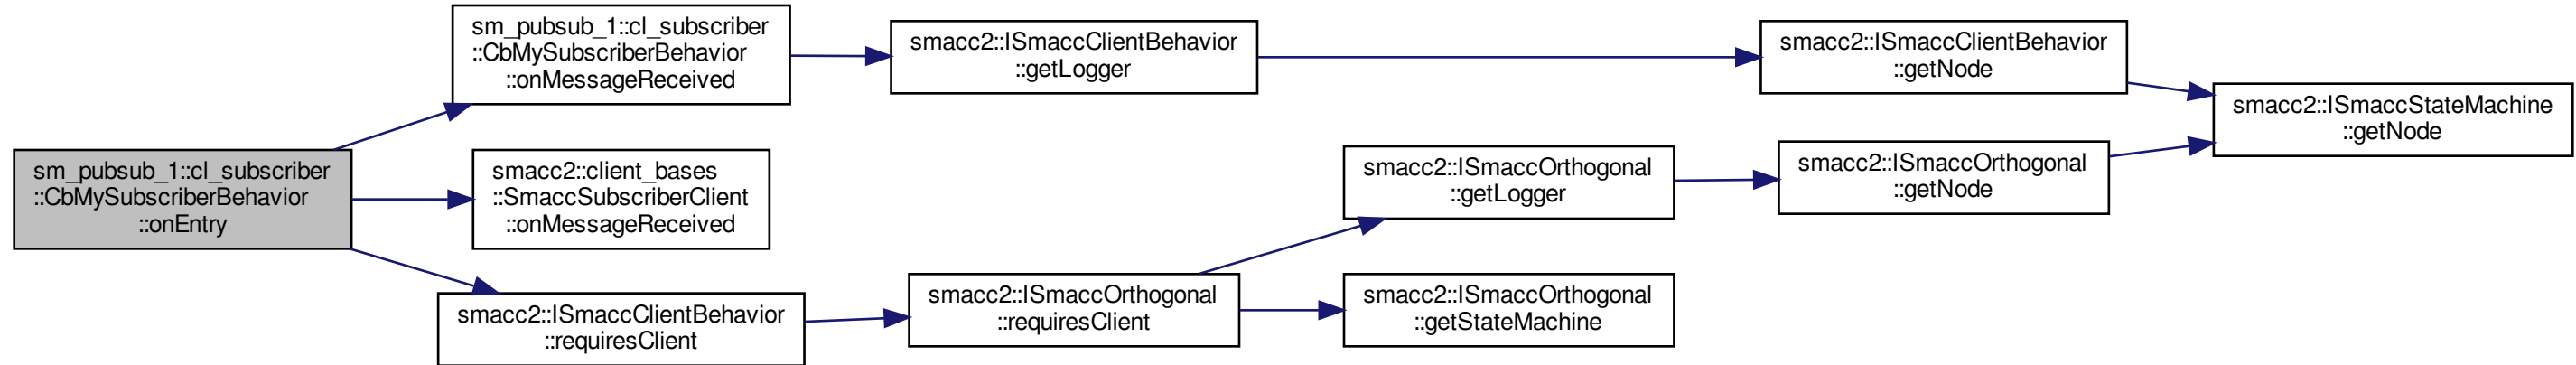 sm_pubsub_1::cl_subscriber
::CbMySubscriberBehavior
::onEntry
sm_pubsub_1::cl_subscriber
::CbMySubscriberBehavior
::onMessageReceived
smacc2::client_bases
::SmaccSubscriberClient
::onMessageReceived
smacc2::ISmaccClientBehavior
::requiresClient
smacc2::ISmaccClientBehavior
::getLogger
smacc2::ISmaccOrthogonal
::requiresClient
smacc2::ISmaccOrthogonal
::getLogger
smacc2::ISmaccOrthogonal
::getStateMachine
smacc2::ISmaccClientBehavior
::getNode
smacc2::ISmaccOrthogonal
::getNode
smacc2::ISmaccStateMachine
::getNode